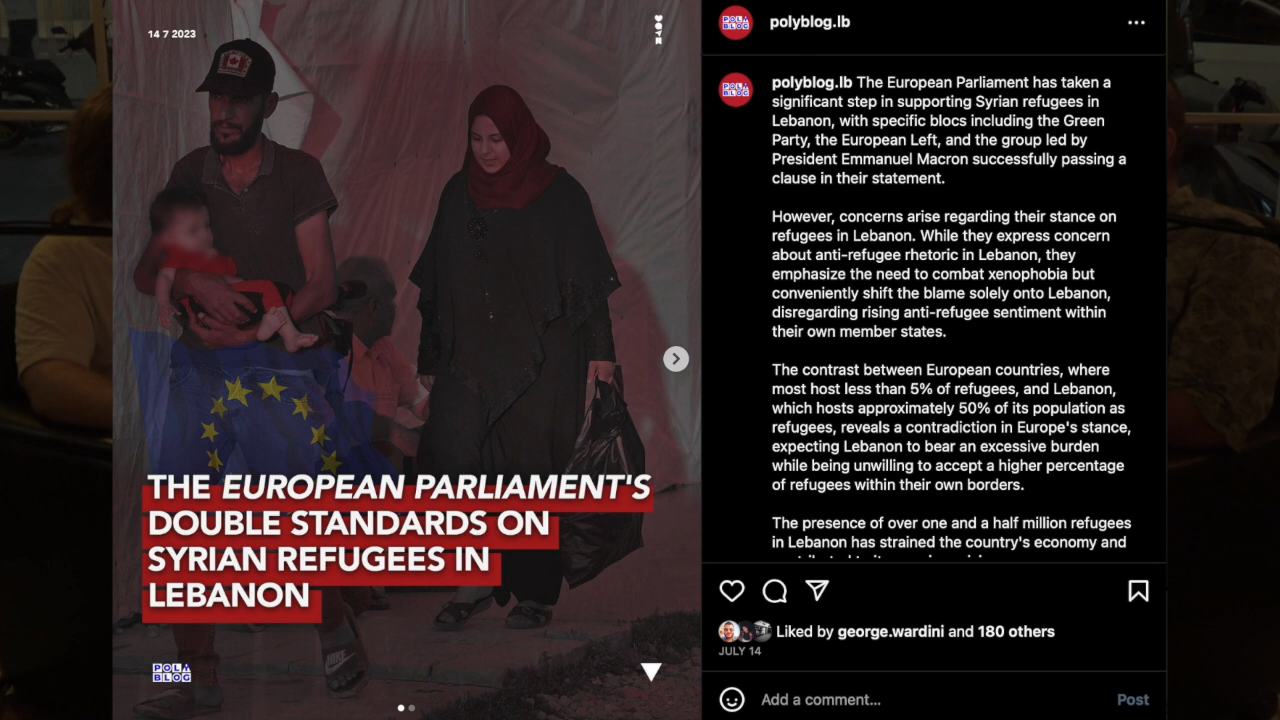 14 7 2023
THE EUROPEAN PARLIAMENT'S
DOUBLE STANDARDS ON
SYRIAN REFUGEES IN
LEBANON
POLY
BLOG
NIKE
POLY
BLOG
polyblog.lb
POLY
BLOG
polyblog.lb The European Parliament has taken a
significant step in supporting Syrian refugees in
Lebanon, with specific blocs including the Green
Party, the European Left, and the group led by
President Emmanuel Macron successfully passing a
clause in their statement.
However, concerns arise regarding their stance on
refugees in Lebanon. While they express concern
about anti-refugee rhetoric in Lebanon, they
emphasize the need to combat xenophobia but
conveniently shift the blame solely onto Lebanon,
disregarding rising anti-refugee sentiment within
their own member states.
The contrast between European countries, where
most host less than 5% of refugees, and Lebanon,
which hosts approximately 50% of its population as
refugees, reveals a contradiction in Europe's stance,
expecting Lebanon to bear an excessive burden
while being unwilling to accept a higher percentage
of refugees within their own borders.
The presence of over one and a half million refugees
in Lebanon has strained the country's economy and
Liked by george.wardini and 180 others
JULY 14
Add a comment...
Post